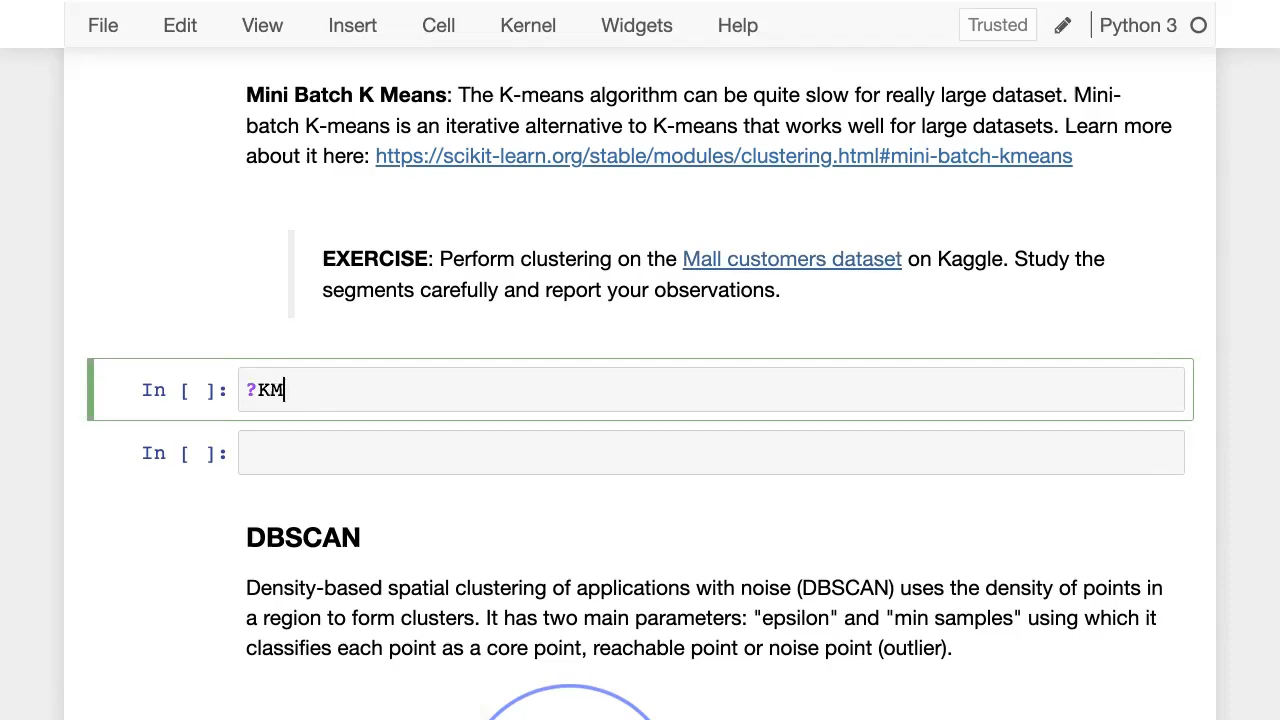 File Edit View Insert Cell Kernel Widgets Help Trusted Python 3
Mini Batch K Means: The K-means algorithm can be quite slow for really large dataset. Mini-
batch K-means is an iterative alternative to K-means that works well for large datasets. Learn more
about it here: https://scikit-learn.org/stable/modules/clustering.html#mini-batch-kmeans
EXERCISE: Perform clustering on the Mall customers dataset on Kaggle. Study the
segments carefully and report your observations.
In [ ]: ?KM
In [ ]:
DBSCAN
Density-based spatial clustering of applications with noise (DBSCAN) uses the density of points in
a region to form clusters. It has two main parameters: "epsilon" and "min samples" using which it
classifies each point as a core point, reachable point or noise point (outlier).